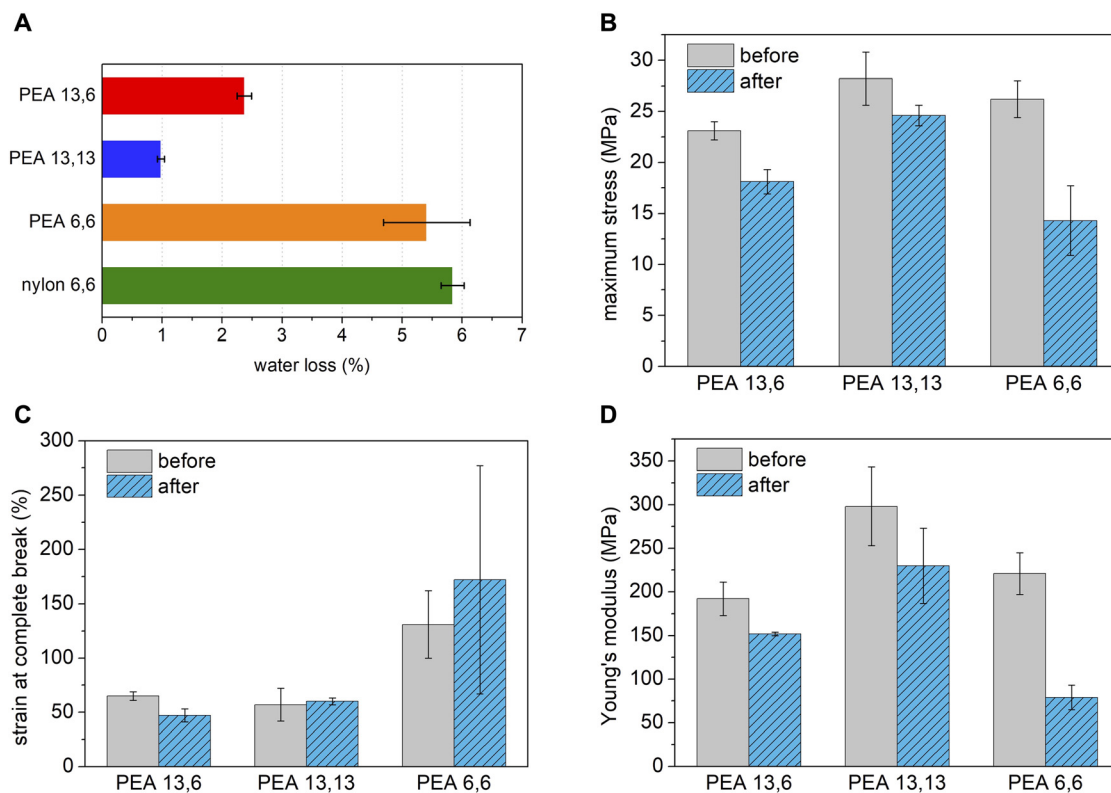 A
PEA 13,6
PEA 13,13
PEA 6,6
nylon 6,6
0 1 2 3 4 5 6 7
water loss (%)
B
before
after
maximum stress (MPa)
30
25
20
15
10
5
0
PEA 13,6 PEA 13,13 PEA 6,6
C
before
after
strain at complete break (%)
300
250
200
150
100
50
0
PEA 13,6 PEA 13,13 PEA 6,6
D
before
after
Young's modulus (MPa)
350
300
250
200
150
100
50
0
PEA 13,6 PEA 13,13 PEA 6,6